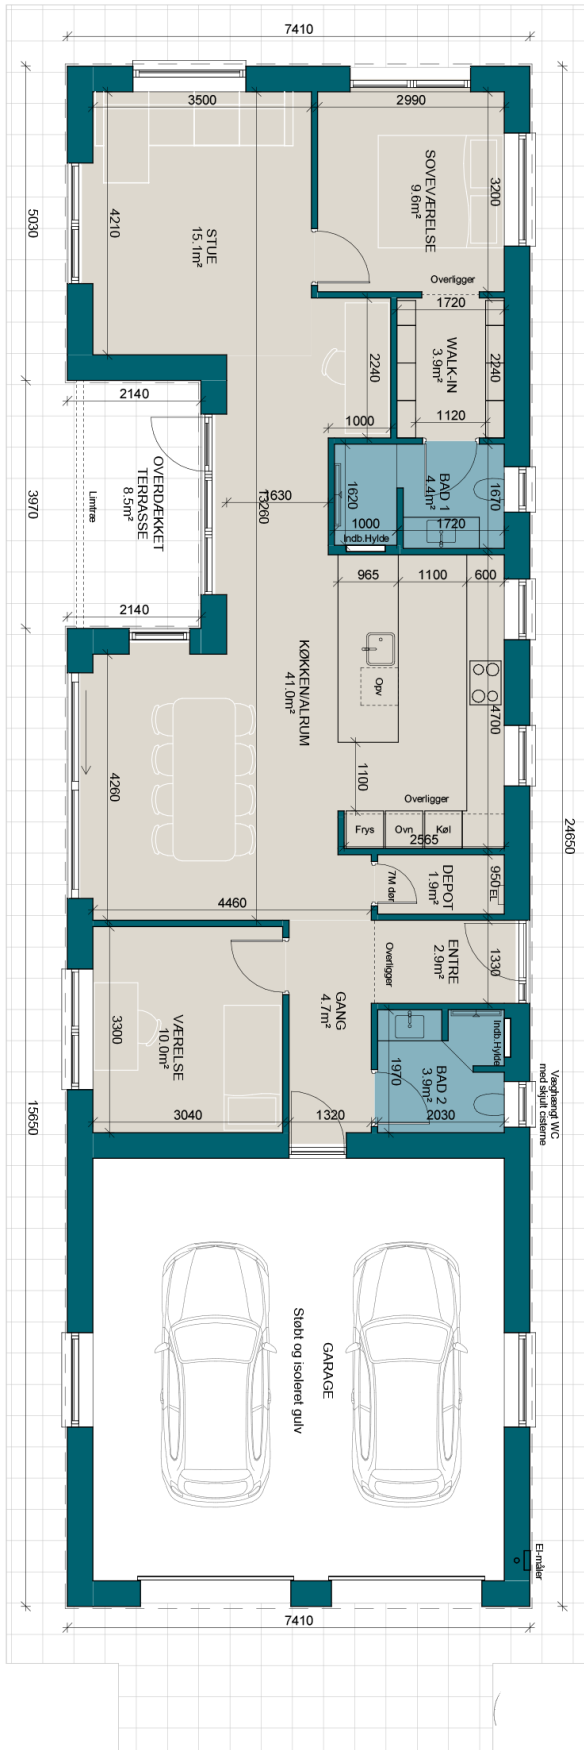 7410
3500
2990
5030
4210
STUE
15.1m²
SOVEVÆRELSE
9.6m²
3200
Overligger
1720
WALK-IN
3.9m²
2240
2240
1120
1000
2140
OVERDÆKKET
TERRASSE
8.5m²
Limtræ
3970
1630
13260
1620
BAD 1
4.4m²
1670
1000
1720
Indb.Hylde
965
1100
600
2140
KØKKEN/ALRUM
41.0m²
Opv
4700
1100
4260
Overligger
Frys
Ovn
Køl
2565
24650
DEPOT
1.9m²
950
EL
7M dør
4460
ENTRE
2.9m²
1330
Overligger
GANG
4.7m²
VÆRELSE
10.0m²
3300
Indb.Hylde
BAD 2
3.9m²
1970
3040
1320
2030
Væghængt WC
med skjult cisterne
15650
GARAGE
Støbt og isoleret gulv
El-måler
7410